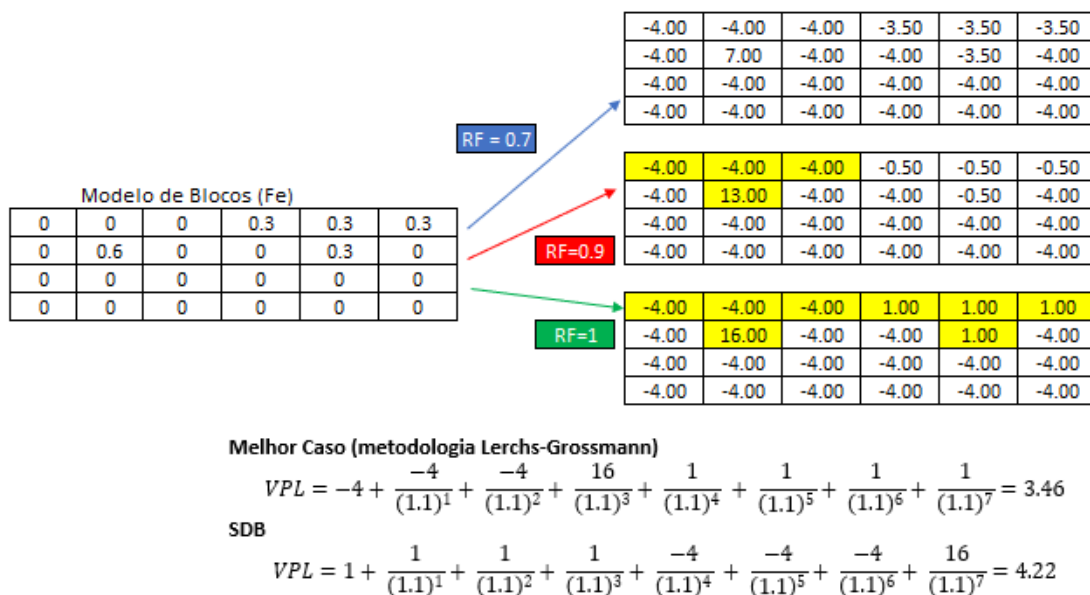 -4.00 -4.00 -4.00 -3.50 -3.50 -3.50
-4.00 7.00 -4.00 -4.00 -3.50 -4.00
-4.00 -4.00 -4.00 -4.00 -4.00 -4.00
-4.00 -4.00 -4.00 -4.00 -4.00 -4.00
RF = 0.7
Modelo de Blocos (Fe)
0 0 0 0.3 0.3 0.3
0 0.6 0 0 0.3 0
0 0 0 0 0 0
0 0 0 0 0 0
-4.00 -4.00 -4.00 -0.50 -0.50 -0.50
-4.00 13.00 -4.00 -4.00 -0.50 -4.00
-4.00 -4.00 -4.00 -4.00 -4.00 -4.00
-4.00 -4.00 -4.00 -4.00 -4.00 -4.00
RF=0.9
-4.00 -4.00 -4.00 1.00 1.00 1.00
-4.00 16.00 -4.00 -4.00 1.00 -4.00
-4.00 -4.00 -4.00 -4.00 -4.00 -4.00
-4.00 -4.00 -4.00 -4.00 -4.00 -4.00
RF=1
Melhor Caso (metodologia Lerchs-Grossmann)
VPL = -4 + -4/(1.1)^1 + -4/(1.1)^2 + 16/(1.1)^3 + 1/(1.1)^4 + 1/(1.1)^5 + 1/(1.1)^6 + 1/(1.1)^7 = 3.46
SDB
VPL = 1 + 1/(1.1)^1 + 1/(1.1)^2 + 1/(1.1)^3 + -4/(1.1)^4 + -4/(1.1)^5 + -4/(1.1)^6 + 16/(1.1)^7 = 4.22